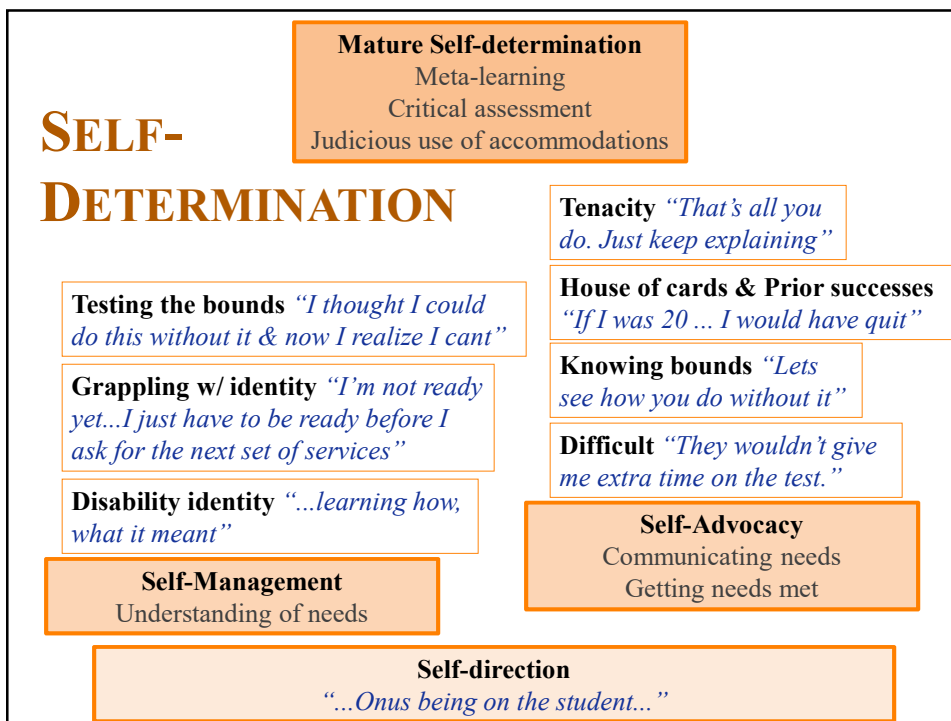 Mature Self-determination
Meta-learning
Critical assessment
Judicious use of accommodations
SELF-
DETERMINATION
Tenacity “That’s all you
do. Just keep explaining”
House of cards & Prior successes
“If I was 20 ... I would have quit”
Knowing bounds “Lets
see how you do without it”
Difficult “They wouldn’t give
me extra time on the test.”
Self-Advocacy
Communicating needs
Getting needs met
Testing the bounds “I thought I could
do this without it & now I realize I cant”
Grappling w/ identity “I’m not ready
yet...I just have to be ready before I
ask for the next set of services”
Disability identity “...learning how,
what it meant”
Self-Management
Understanding of needs
Self-direction
“...Onus being on the student...”